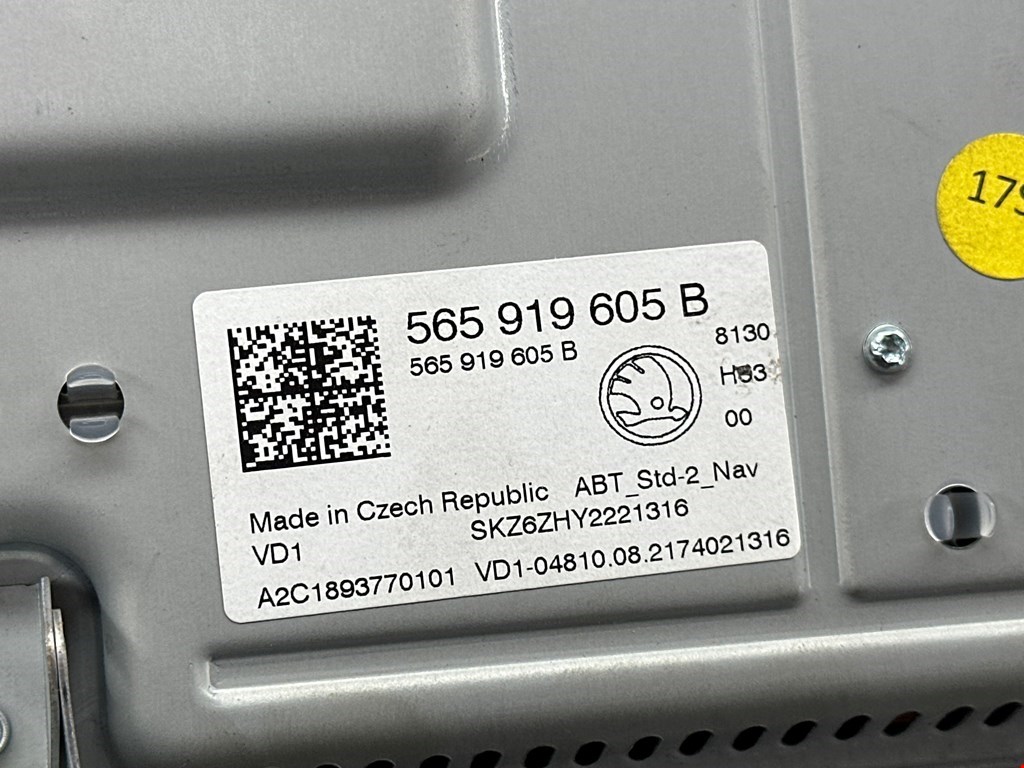 565 919 605 B
565 919 605 B
8130
H33
00
Made in Czech Republic ABT_Std-2_Nav
VD1 SKZ6ZHY2221316
A2C1893770101 VD1-04810.08.2174021316